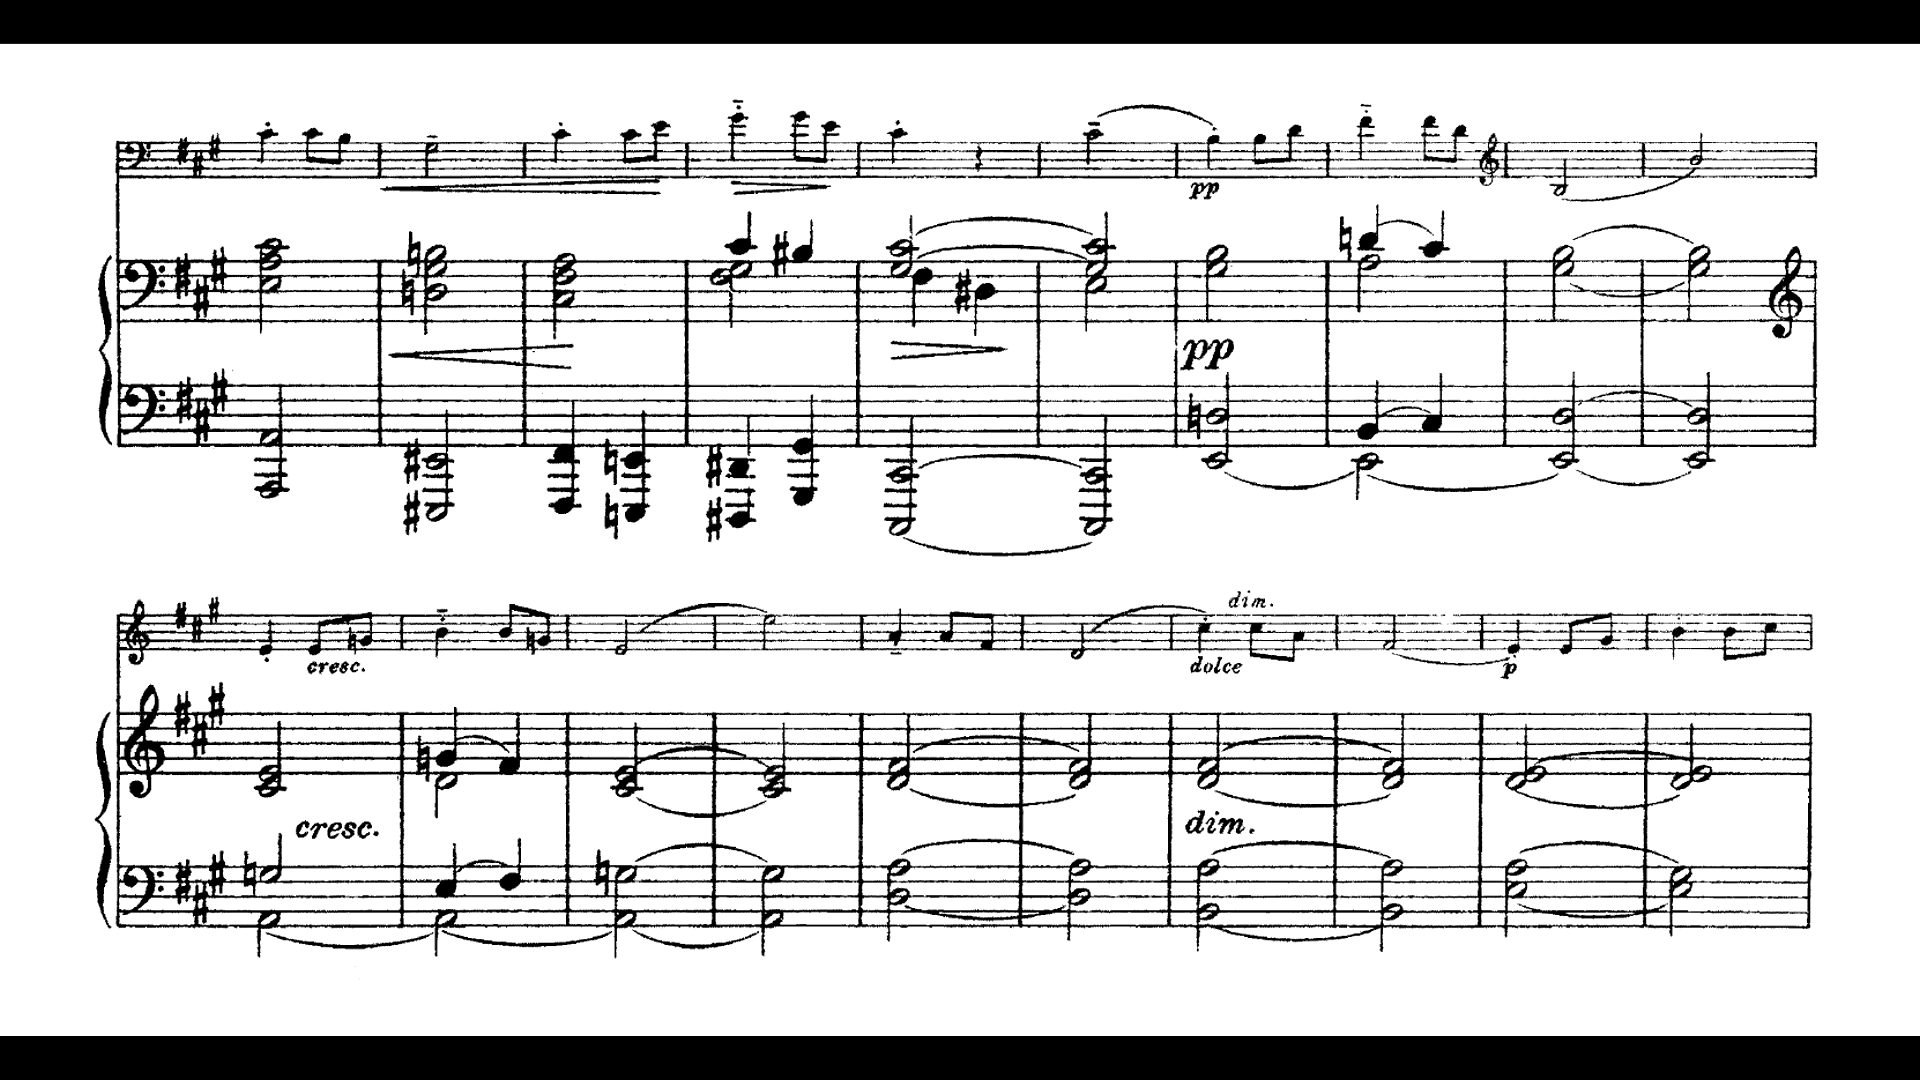 pp
pp
dim.
cresc.
dolce
p
cresc.
dim.